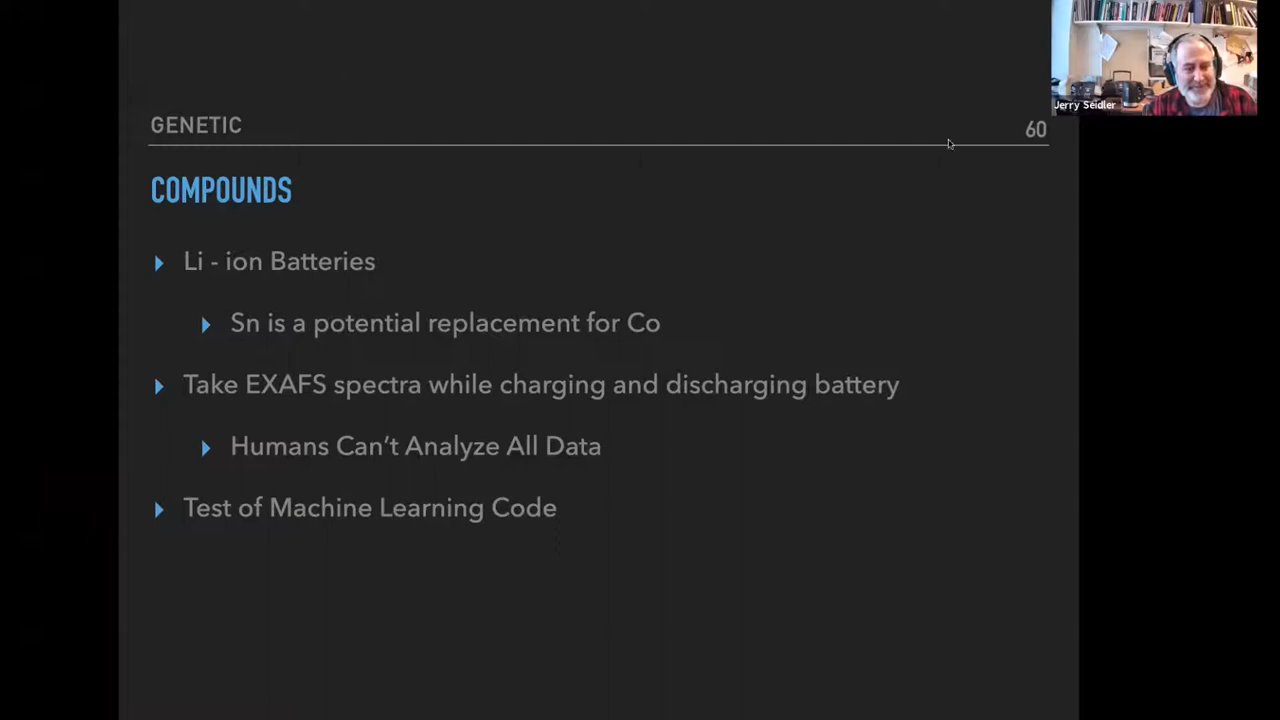 GENETIC
60
Jerry Seidler
COMPOUNDS
Li - ion Batteries
Sn is a potential replacement for Co
Take EXAFS spectra while charging and discharging battery
Humans Can't Analyze All Data
Test of Machine Learning Code